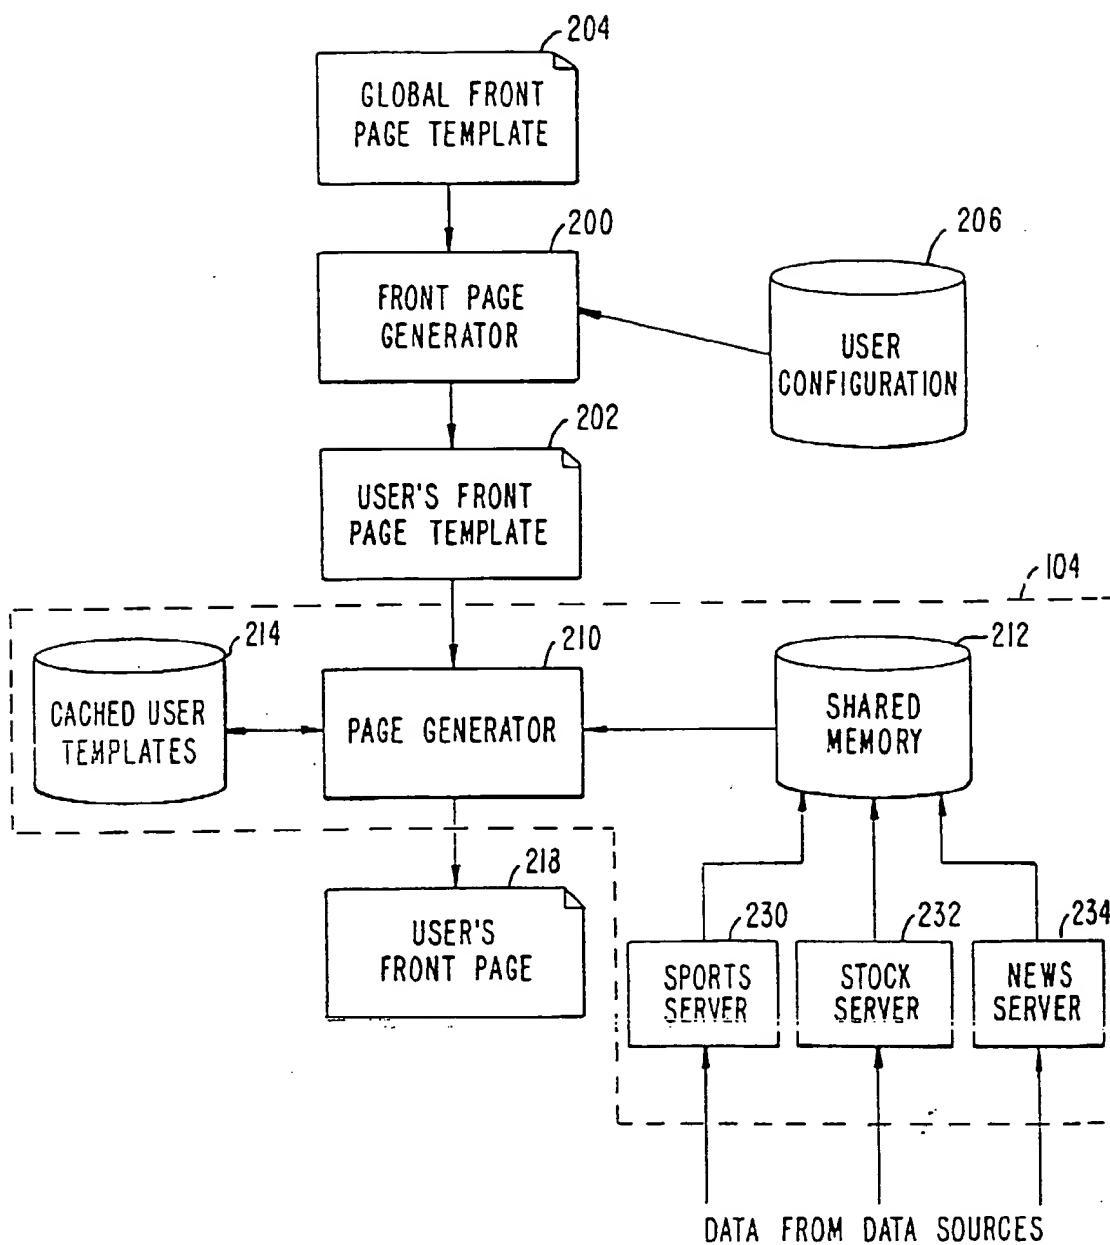 204
GLOBAL FRONT
PAGE TEMPLATE
200
FRONT PAGE
GENERATOR
206
USER
CONFIGURATION
202
USER'S FRONT
PAGE TEMPLATE
104
214
CACHED USER
TEMPLATES
210
PAGE GENERATOR
212
SHARED
MEMORY
218
USER'S
FRONT PAGE
230
SPORTS
SERVER
232
STOCK
SERVER
234
NEWS
SERVER
DATA FROM DATA SOURCES